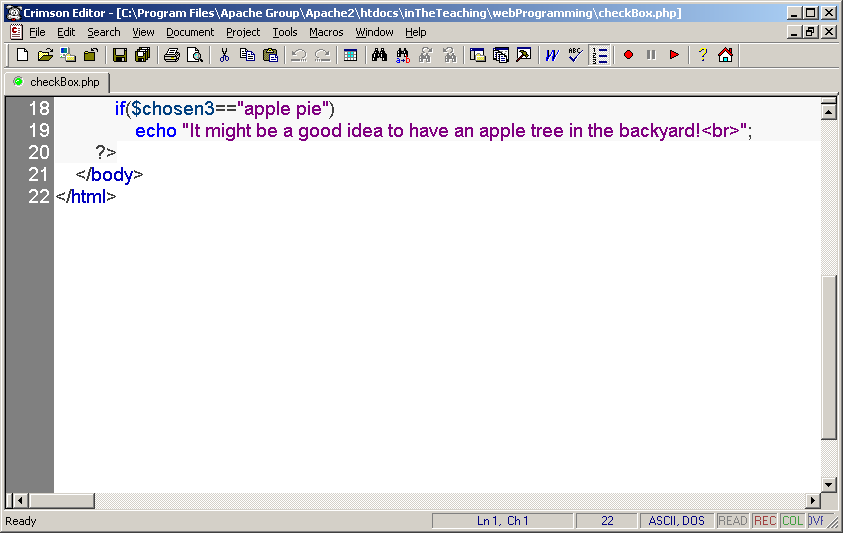 Crimson Editor - [C:\Program Files\Apache Group\Apache2\htdocs\inTheTeaching\webProgramming\checkBox.php]
File Edit Search View Document Project Tools Macros Window Help
checkBox.php
18 if($chosen3=="apple pie")
19 echo "It might be a good idea to have an apple tree in the backyard!<br>";
20 ?>
21 </body>
22 </html>
Ready Ln 1, Ch 1 22 ASCII, DOS READ REC COL OVR